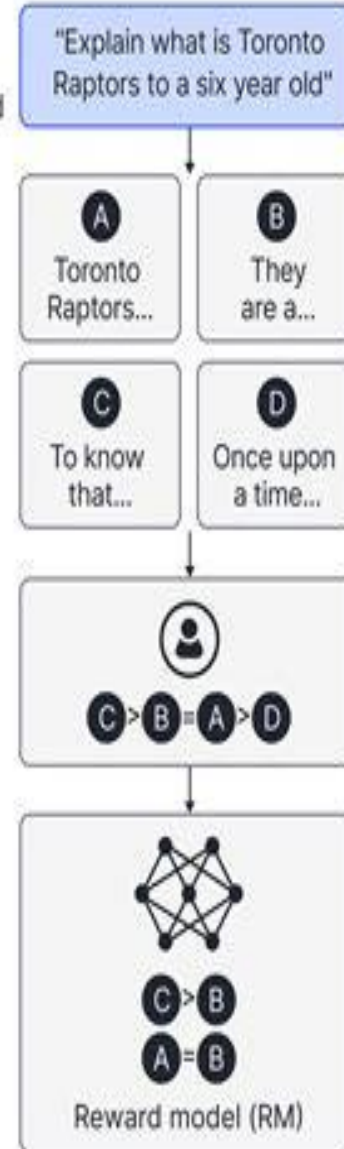 "Explain what is Toronto
Raptors to a six year old"
A
Toronto
Raptors...
B
They
are a...
C
To know
that...
D
Once upon
a time...
C > B = A > D
C > B
A = B
Reward model (RM)